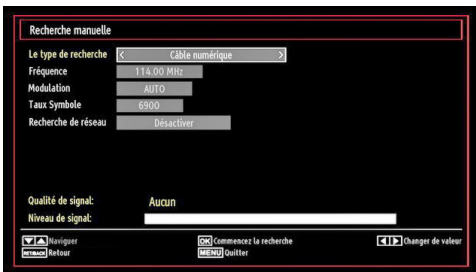 Recherche manuelle
Le type de recherche < Câble numérique >
Fréquence 114.00 MHz
Modulation AUTO
Taux Symbole 6900
Recherche de réseau Désactiver
Qualité de signal: Aucun
Niveau de signal:
Naviguer OK Commencez la recherche Changer de valeur
RET/BACK Retour MENU Quitter